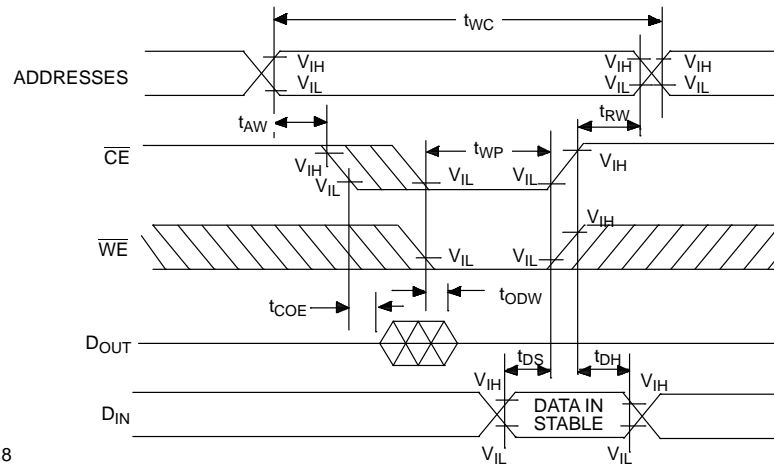 tWC
ADDRESSES
VIH VIH VIH
VIL VIL VIL
tAW tRW
CE tWP
VIH VIL VIL VIH
VIL
WE VIH
VIL VIL
tCOE tODW
DOUT
tDS tDH
VIH VIH
DIN DATA IN
STABLE
VIL VIL
8